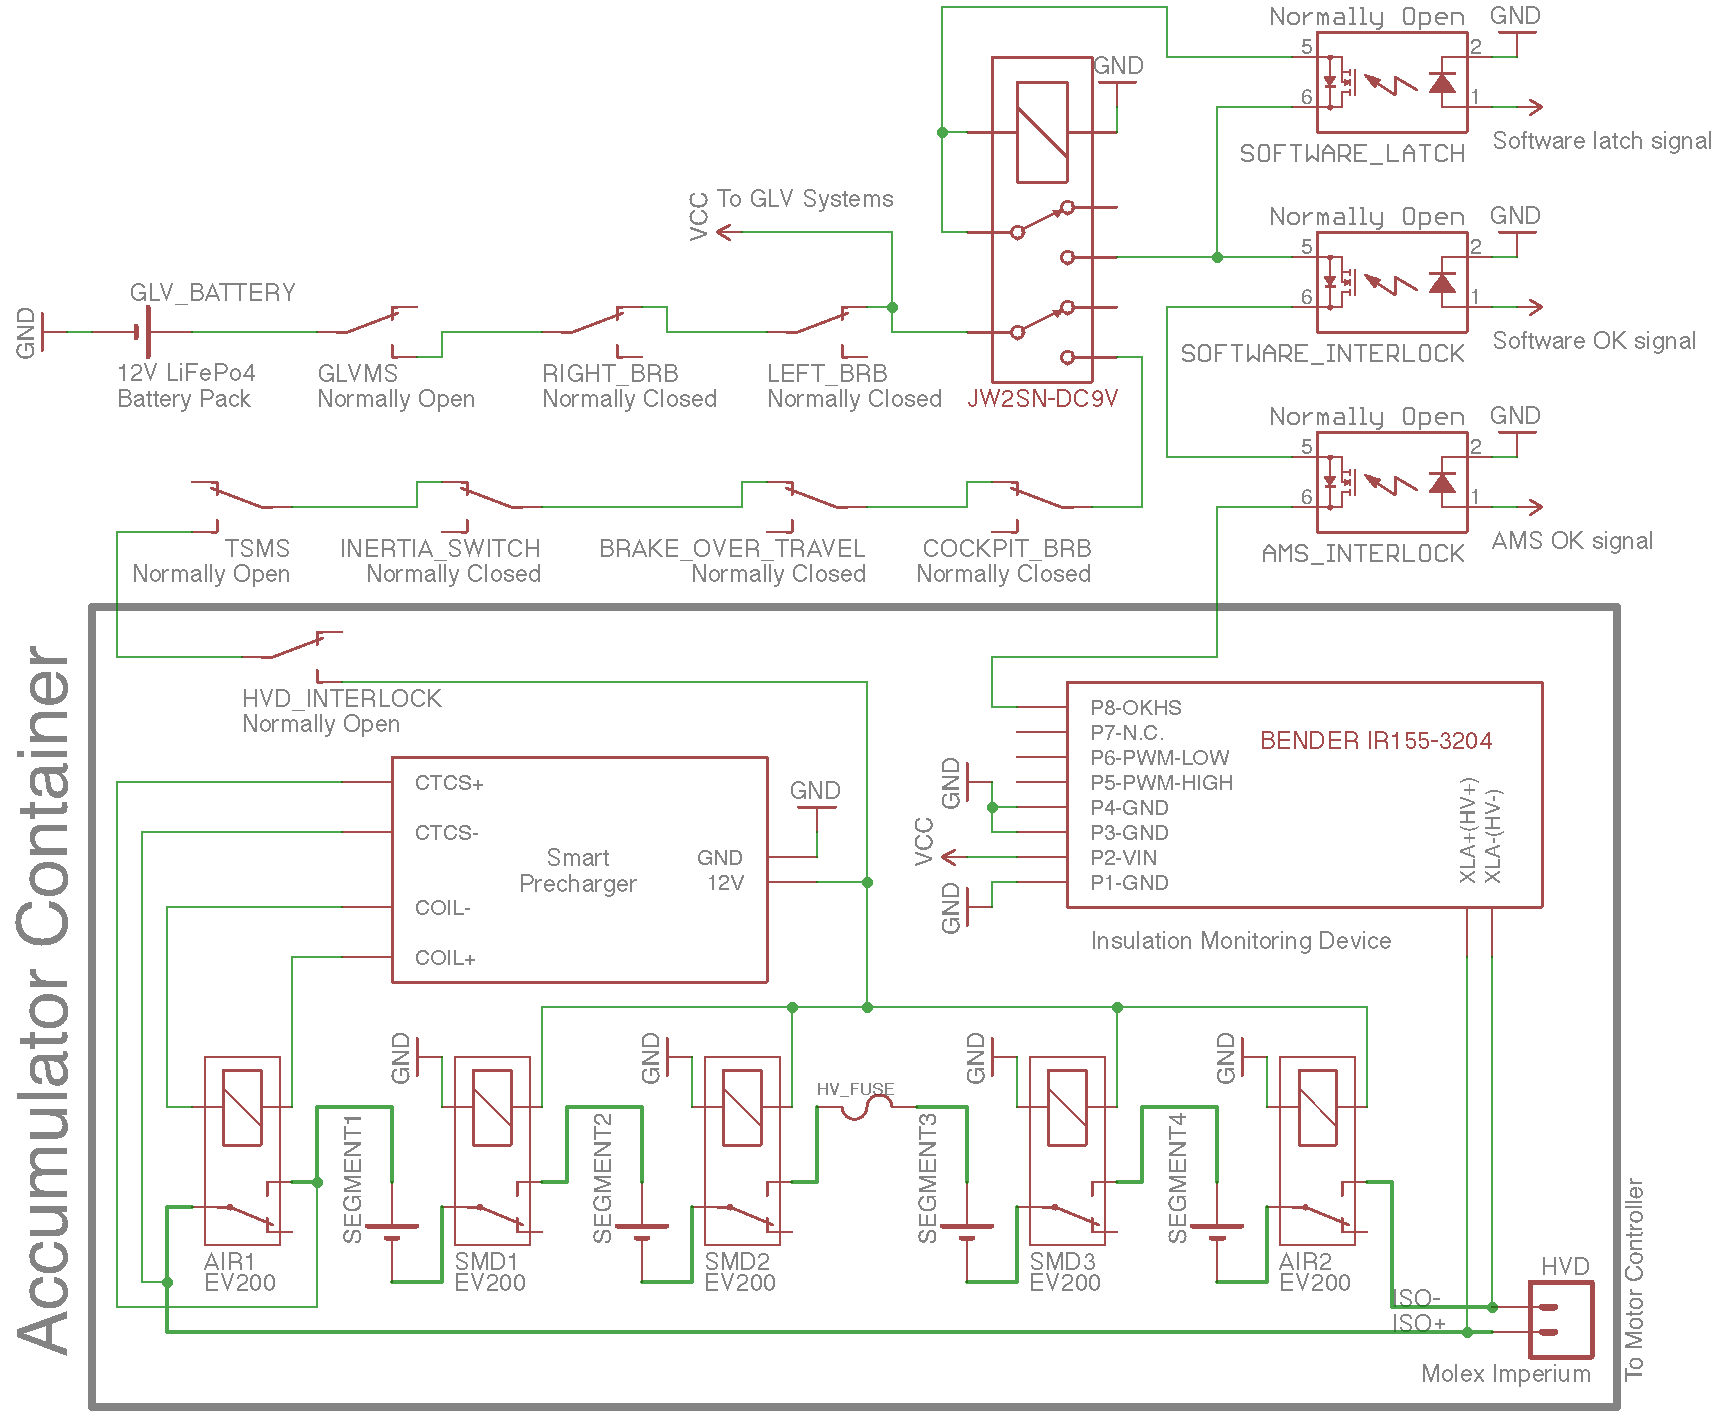 Normally Open
GND
5
2
6
1
SOFTWARE_LATCH
Software latch signal
GND
To GLV Systems
VCC
Normally Open
GND
5
2
6
1
SOFTWARE_INTERLOCK
Software OK signal
GND
GLV_BATTERY
12V LiFePo4
Battery Pack
GLVMS
Normally Open
RIGHT_BRB
Normally Closed
LEFT_BRB
Normally Closed
JW2SN-DC9V
Normally Open
GND
5
2
6
1
AMS_INTERLOCK
AMS OK signal
TSMS
Normally Open
INERTIA_SWITCH
Normally Closed
BRAKE_OVER_TRAVEL
Normally Closed
COCKPIT_BRB
Normally Closed
Accumulator Container
HVD_INTERLOCK
Normally Open
CTCS+
CTCS-
COIL-
COIL+
Smart
Precharger
GND
12V
GND
P8-OKHS
P7-N.C.
P6-PWM-LOW
P5-PWM-HIGH
P4-GND
P3-GND
P2-VIN
P1-GND
BENDER IR155-3204
XLA+(HV+)
XLA-(HV-)
GND
VCC
GND
Insulation Monitoring Device
GND
GND
GND
GND
HV_FUSE
SEGMENT1
SEGMENT2
SEGMENT3
SEGMENT4
AIR1
EV200
SMD1
EV200
SMD2
EV200
SMD3
EV200
AIR2
EV200
ISO-
ISO+
HVD
Molex Imperium
To Motor Controller